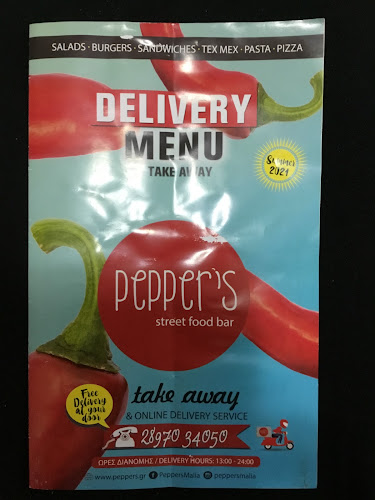 SALADS · BURGERS · SANDWICHES · TEX MEX · PASTA · PIZZA
DELIVERY
MENU
TAKE AWAY
Summer
2021
pepper's
street food bar
Free
Delivery
at your
door
take away
& ONLINE DELIVERY SERVICE
28970 34050
ΩΡΕΣ ΔΙΑΝΟΜΗΣ / DELIVERY HOURS: 13:00 - 24:00
www.peppers.gr PeppersMalia peppersmalia